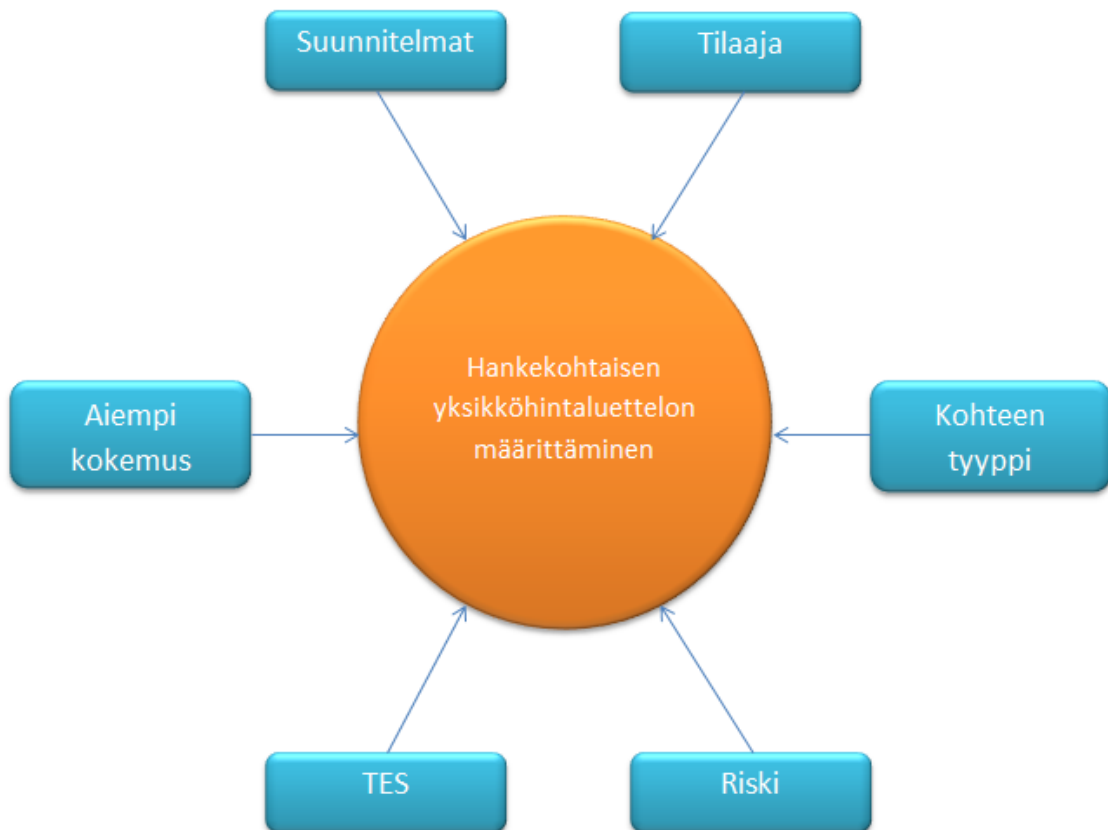 Suunnitelmat
Tilaaja
Hankekohtaisen
yksikköhintaluettelon
määrittäminen
Aiempi
kokemus
Kohteen
tyyppi
TES
Riski